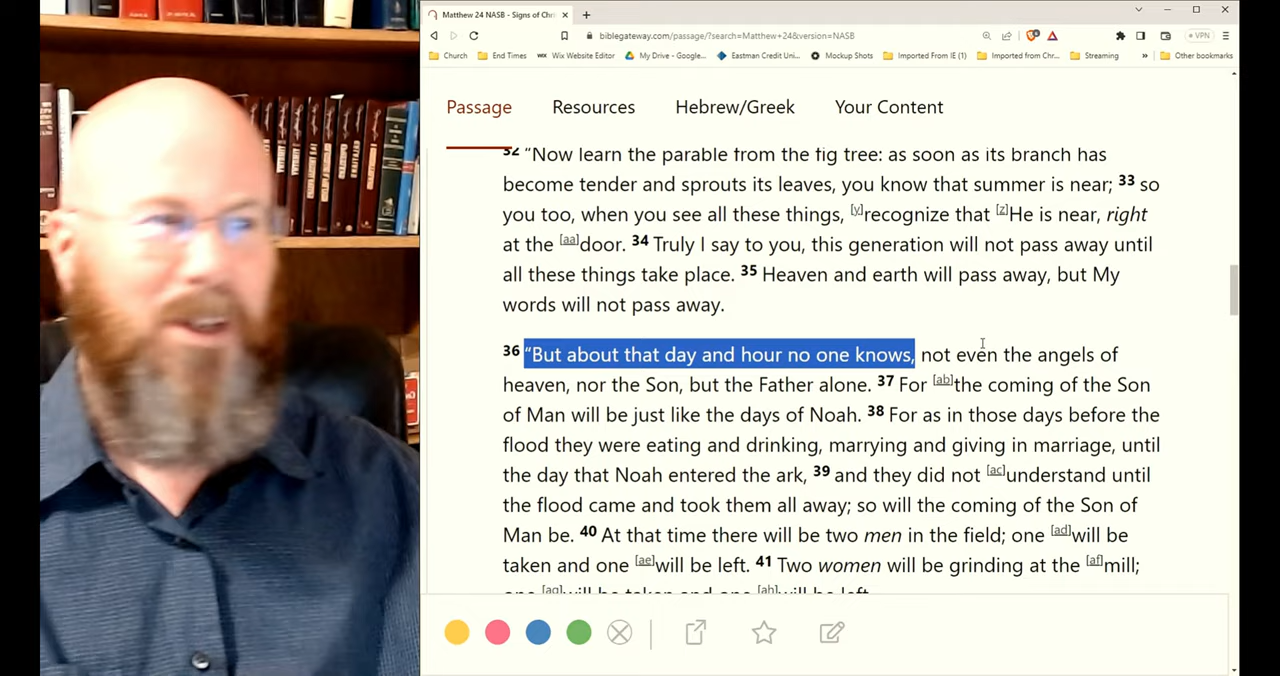 Matthew 24 NASB - Signs of Chr
biblegateway.com/passage/?search=Matthew+24&version=NASB
VPN
Church End Times Wix Website Editor My Drive - Google... Eastman Credit Uni... Mockup Shots Imported From IE (1) Imported from Chr... Streaming » Other bookmarks
Passage Resources Hebrew/Greek Your Content
32 “Now learn the parable from the fig tree: as soon as its branch has
become tender and sprouts its leaves, you know that summer is near; 33 so
you too, when you see all these things, [y]recognize that [z]He is near, right
at the [aa]door. 34 Truly I say to you, this generation will not pass away until
all these things take place. 35 Heaven and earth will pass away, but My
words will not pass away.
36 “But about that day and hour no one knows, not even the angels of
heaven, nor the Son, but the Father alone. 37 For [ab]the coming of the Son
of Man will be just like the days of Noah. 38 For as in those days before the
flood they were eating and drinking, marrying and giving in marriage, until
the day that Noah entered the ark, 39 and they did not [ac]understand until
the flood came and took them all away; so will the coming of the Son of
Man be. 40 At that time there will be two men in the field; one [ad]will be
taken and one [ae]will be left. 41 Two women will be grinding at the [af]mill;
one [ag]will be taken and one [ah]will be left